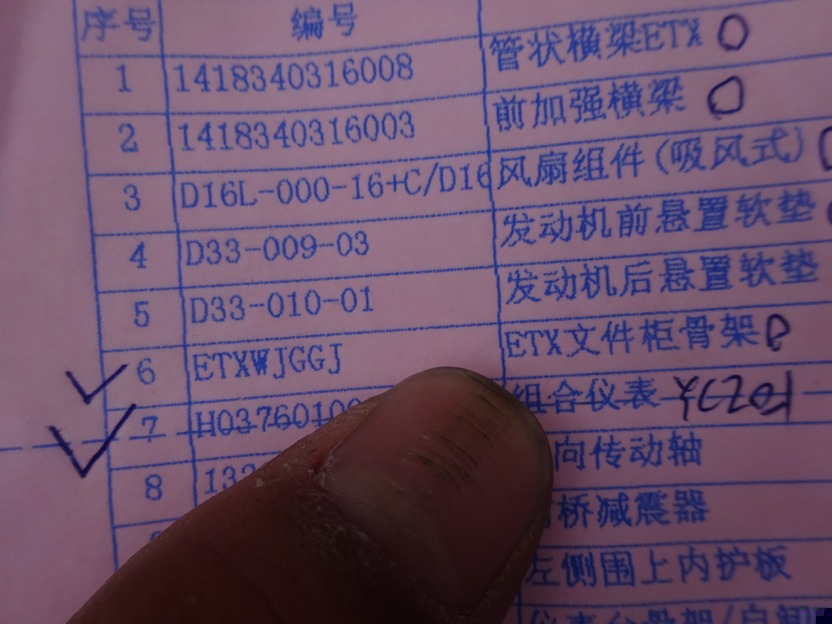 序号 编号
1 1418340316008 管状横梁ETX
2 1418340316003 前加强横梁
3 D16L-000-16+C/D16 风扇组件(吸风式)
4 D33-009-03 发动机前悬置软垫
5 D33-010-01 发动机后悬置软垫
6 ETXWJGGJ ETX文件柜骨架
7 H0376010 组合仪表
8 133 向传动轴
桥减震器
左侧围上内护板